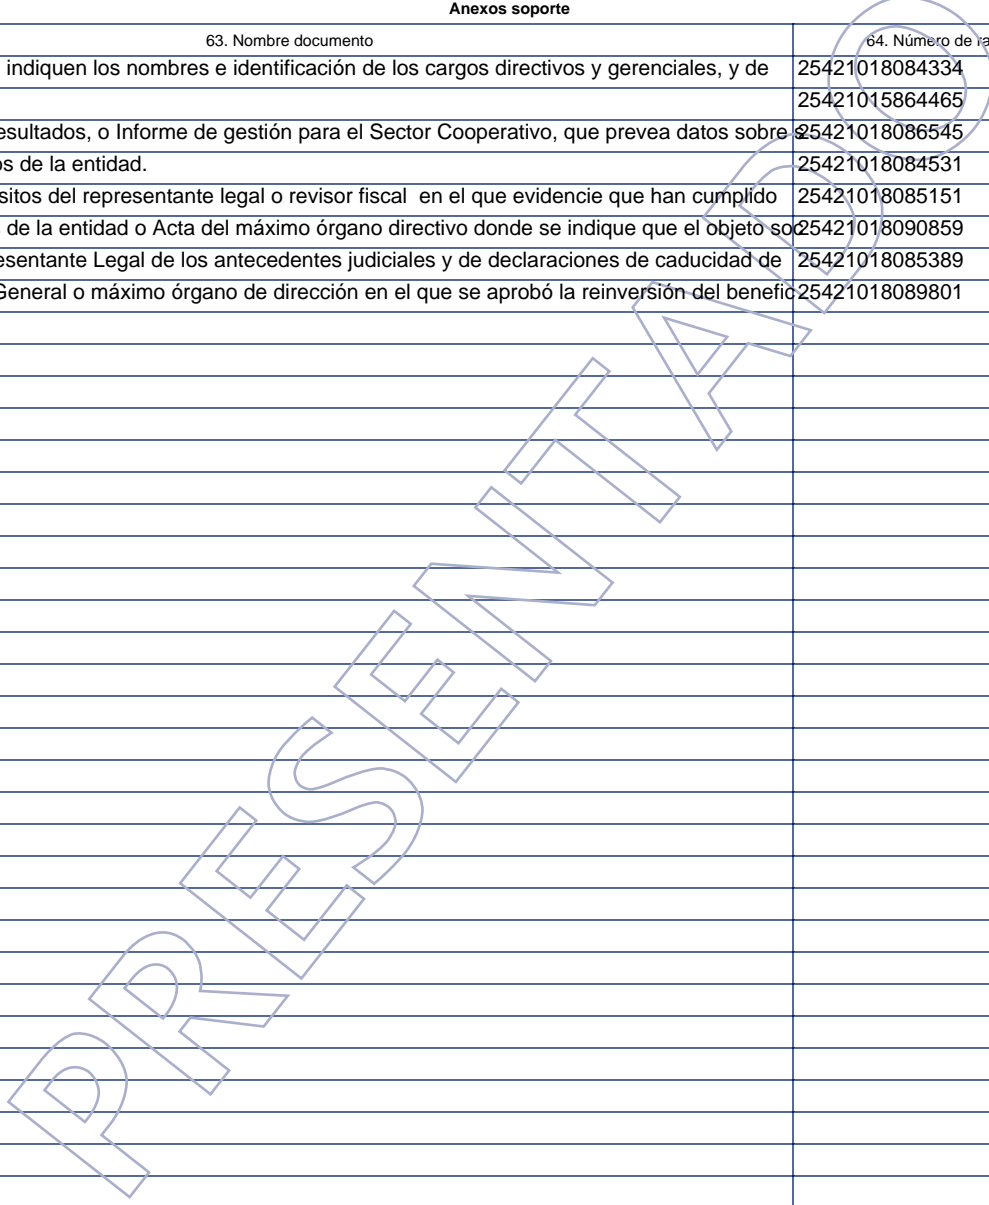 Anexos soporte
63. Nombre documento 64. Número de ra
indiquen los nombres e identificación de los cargos directivos y gerenciales, y de 25421018084334
25421015864465
esultados, o Informe de gestión para el Sector Cooperativo, que prevea datos sobre s 25421018086545
os de la entidad. 25421018084531
sitos del representante legal o revisor fiscal en el que evidencie que han cumplido 25421018085151
de la entidad o Acta del máximo órgano directivo donde se indique que el objeto soc 25421018090859
esentante Legal de los antecedentes judiciales y de declaraciones de caducidad de 25421018085389
General o máximo órgano de dirección en el que se aprobó la reinversión del benefic 25421018089801
PRESENTADO